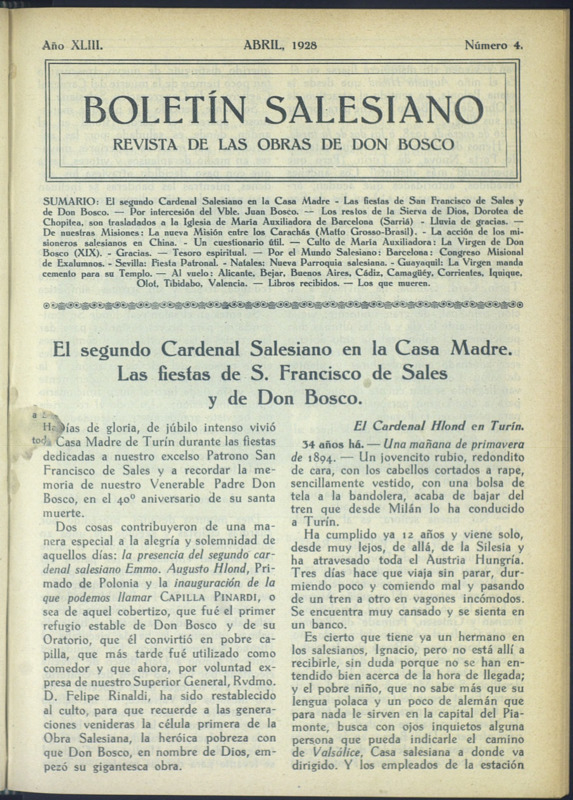 Año XLIII. ABRIL, 1928 Número 4.
BOLETÍN SALESIANO
REVISTA DE LAS OBRAS DE DON BOSCO
SUMARIO: El segundo Cardenal Salesiano en la Casa Madre - Las fiestas de San Francisco de Sales y
de Don Bosco. — Por intercesión del Vble. Juan Bosco. — Los restos de la Sierva de Dios, Dorotea de
Chopitea, son trasladados a la Iglesia de María Auxiliadora de Barcelona (Sarriá) - Lluvia de gracias. —
De nuestras Misiones: La nueva Misión entre los Carachás (Matto Grosso-Brasil). - La acción de los mi-
sioneros salesianos en China. - Un cuestionario útil. — Culto de María Auxiliadora: La Virgen de Don
Bosco (XIX). - Gracias. — Tesoro espiritual. — Por el Mundo Salesiano: Barcelona: Congreso Misional
de Exalumnos. - Sevilla: Fiesta Patronal. - Natales: Nueva Parroquia salesiana. - Guayaquil: La Virgen manda
cemento para su Templo. — Al vuelo: Alicante, Bejar, Buenos Aires, Cádiz, Camagüëy, Corrientes, Iquique,
Olot, Tibidabo, Valencia. — Libros recibidos. — Los que mueren.
El segundo Cardenal Salesiano en la Casa Madre.
Las fiestas de S. Francisco de Sales
y de Don Bosco.
Días de gloria, de júbilo intenso vivió
Casa Madre de Turín durante las fiestas
dedicadas a nuestro excelso Patrono San
Francisco de Sales y a recordar la me-
moria de nuestro Venerable Padre Don
Bosco, en el 40º aniversario de su santa
muerte.
Dos cosas contribuyeron de una ma-
nera especial a la alegría y solemnidad de
aquellos días: la presencia del segundo car-
denal salesiano Emmo. Augusto Hlond, Pri-
mado de Polonia y la inauguración de la
que podemos llamar CAPILLA PINARDI, o
sea de aquel cobertizo, que fué el primer
refugio estable de Don Bosco y de su
Oratorio, que él convirtió en pobre ca-
pilla, que más tarde fué utilizado como
comedor y que ahora, por voluntad ex-
presa de nuestro Superior General, Rvdmo.
D. Felipe Rinaldi, ha sido restablecido
al culto, para que recuerde a las genera-
ciones venideras la célula primera de la
Obra Salesiana, la heróica pobreza con
que Don Bosco, en nombre de Dios, em-
pezó su gigantesca obra.
El Cardenal Hlond en Turín.
34 años há. — Una mañana de primavera
de 1894. — Un jovencito rubio, redondito
de cara, con los cabellos cortados a rape,
sencillamente vestido, con una bolsa de
tela a la bandolera, acaba de bajar del
tren que desde Milán lo ha conducido
a Turín.
Ha cumplido ya 12 años y viene solo,
desde muy lejos, de allá, de la Silesia y
ha atravesado toda el Austria Hungría.
Tres días hace que viaja sin parar, dur-
miendo poco y comiendo mal y pasando
de un tren a otro en vagones incómodos.
Se encuentra muy cansado y se sienta en
un banco.
Es cierto que tiene ya un hermano en
los salesianos, Ignacio, pero no está allí a
recibirle, sin duda porque no se han en-
tendido bien acerca de la hora de llegada;
y el pobre niño, que no sabe más que su
lengua polaca y un poco de alemán que
para nada le sirven en la capital del Pia-
monte, busca con ojos inquietos alguna
persona que pueda indicarle el camino
de Valsálice, Casa salesiana a donde va
dirigido. Y los empleados de la estación